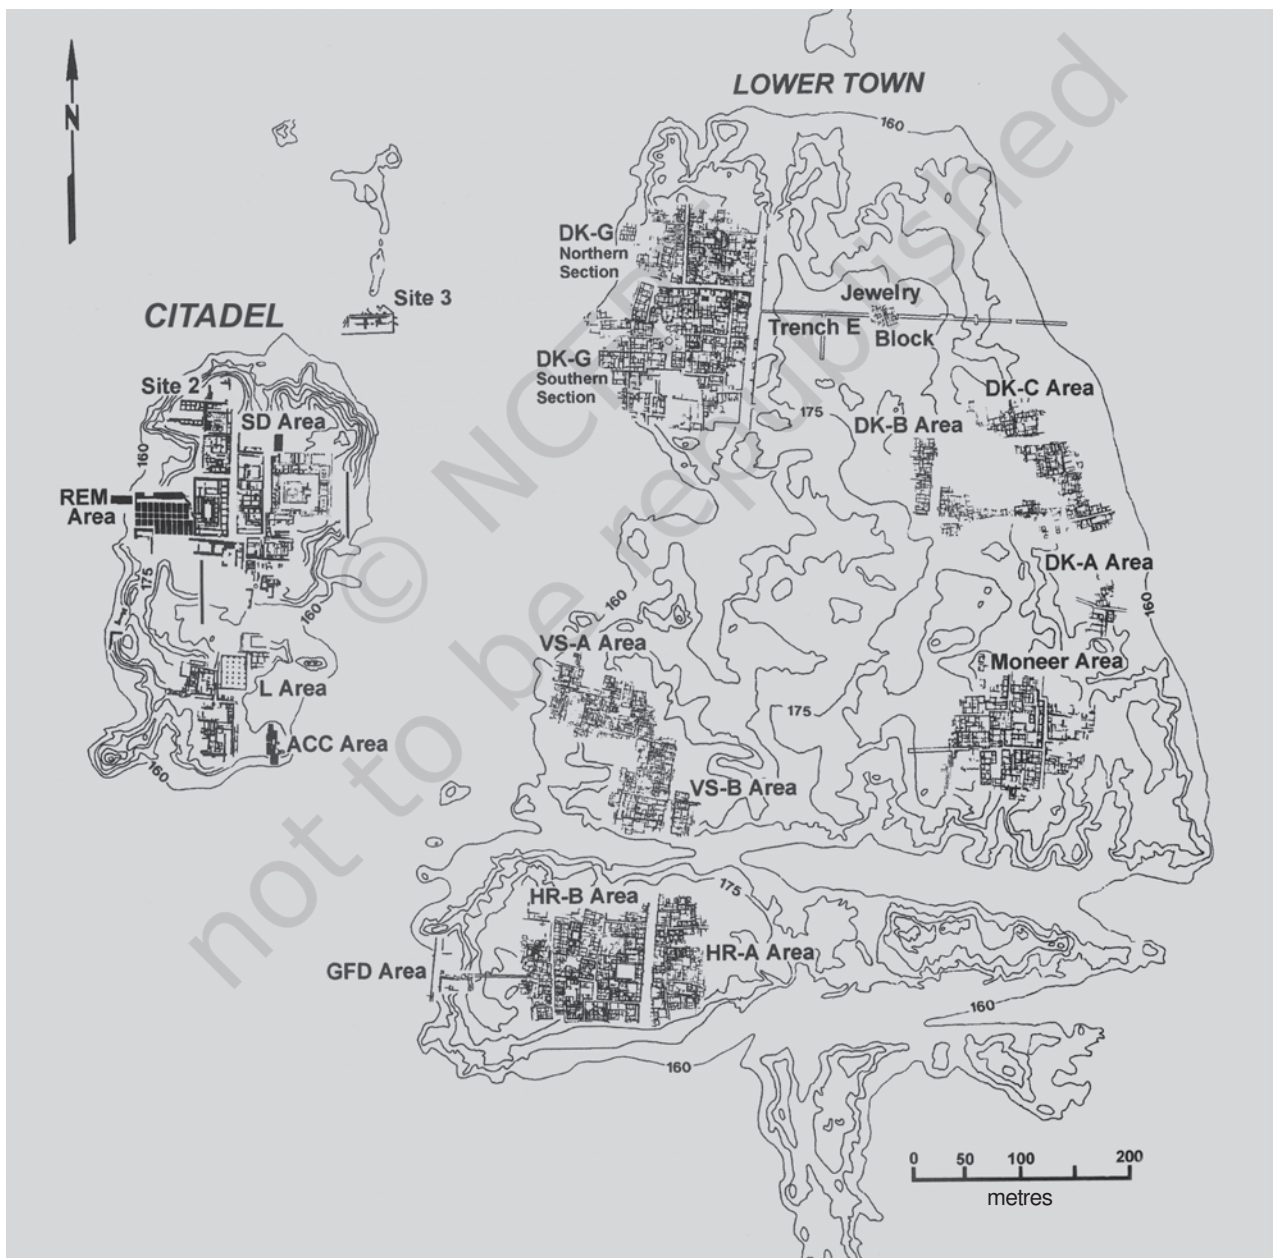 LOWER TOWN
160
N
DK-G
Northern
Section
Site 3
CITADEL
Jewelry
Trench E
Block
DK-G
Southern
Section
Site 2
SD Area
DK-C Area
175
DK-B Area
160
REM
Area
175
DK-A Area
160
160
160
VS-A Area
Moneer Area
L Area
175
ACC Area
160
VS-B Area
175
HR-B Area
HR-A Area
GFD Area
160
160
0 50 100 200
metres
© NCERT
not to be republished